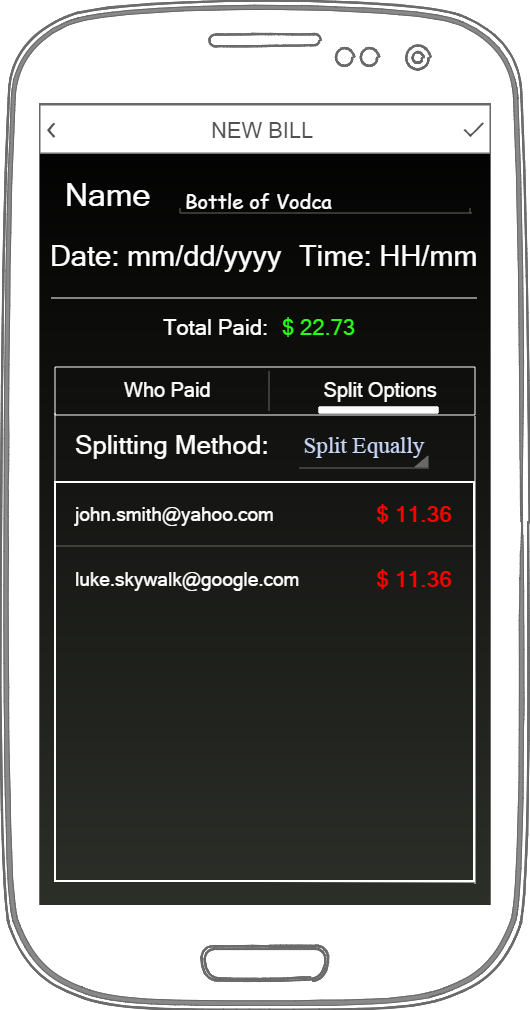 NEW BILL
Name Bottle of Vodca
Date: mm/dd/yyyy Time: HH/mm
Total Paid: $ 22.73
Who Paid Split Options
Splitting Method: Split Equally
john.smith@yahoo.com $ 11.36
luke.skywalk@google.com $ 11.36